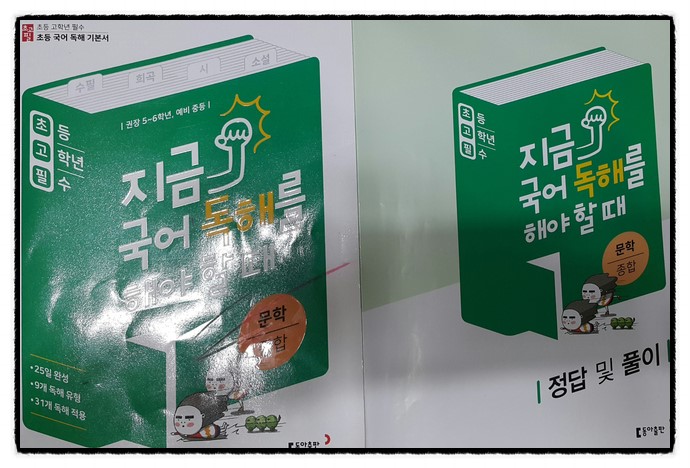 초고필
초등 고학년 필수
초등 국어 독해 기본서
수필
희곡
시
소설
| 권장 5~6학년, 예비 중등 |
초등
고학년
필수
지금
국어 독해를
해야 할 때
문학
종합
• 25일 완성
• 9개 독해 유형
• 31개 독해 적용
동아출판
초등
고학년
필수
지금
국어 독해를
해야 할 때
문학
종합
| 정답 및 풀이 |
동아출판